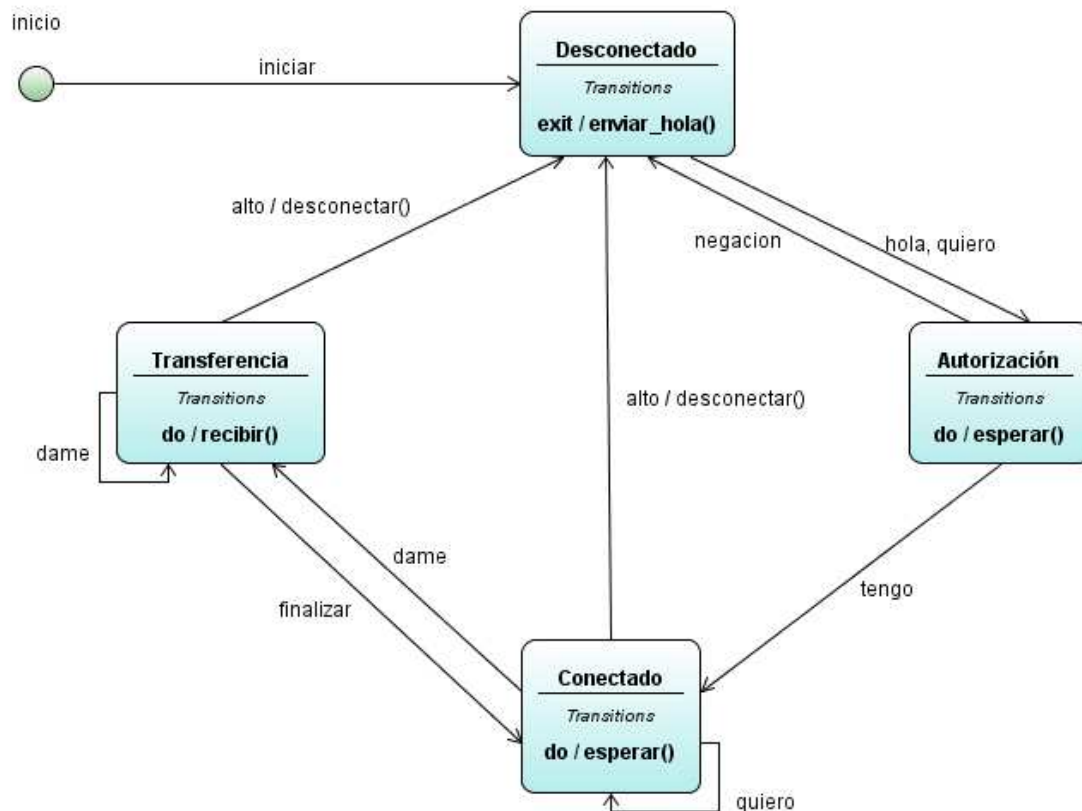 inicio
iniciar
Desconectado
Transitions
exit / enviar_hola()
alto / desconectar()
negacion
hola, quiero
Transferencia
Transitions
do / recibir()
dame
Autorización
Transitions
do / esperar()
alto / desconectar()
dame
finalizar
tengo
Conectado
Transitions
do / esperar()
quiero